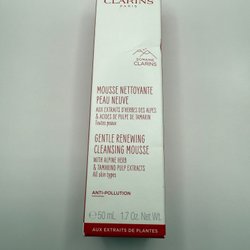 CLARINS
PARIS
DOMAINE
CLARINS
MOUSSE NETTOYANTE
PEAU NEUVE
AUX EXTRAITS D'HERBES DES ALPES
& ACIDES DE PULPE DE TAMARIN
Toutes peaux
GENTLE RENEWING
CLEANSING MOUSSE
WITH ALPINE HERB
& TAMARIND PULP EXTRACTS
All skin types
ANTI-POLLUTION
e 50 mL 1.7 Oz. Net Wt.
AUX EXTRAITS DE PLANTES